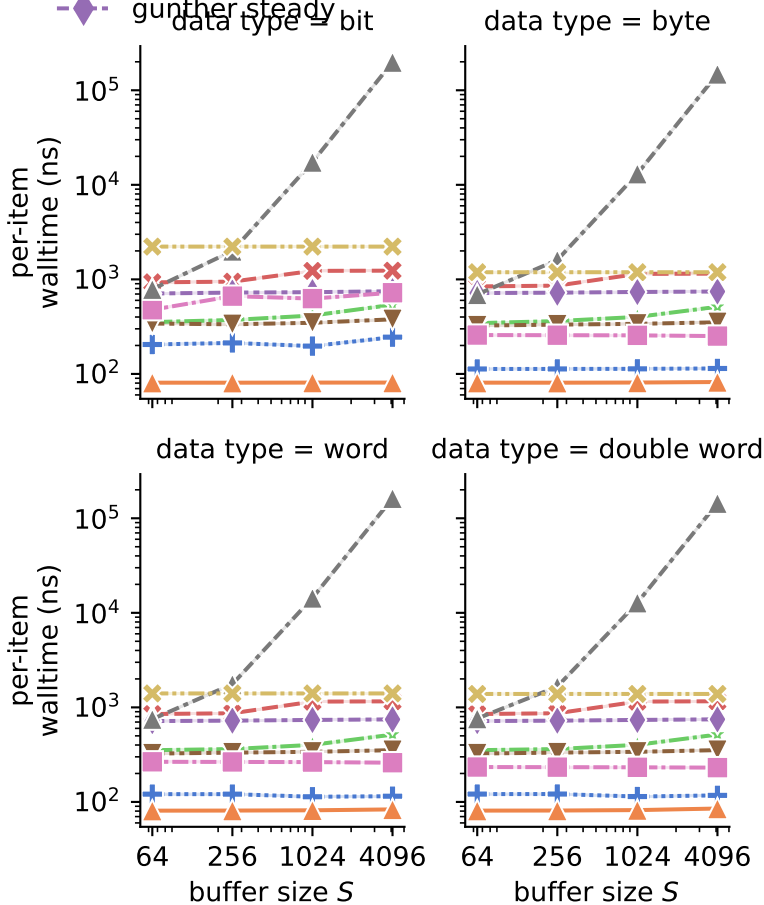 gunther steady
data type = bit
data type = byte
per-item
walltime (ns)
10^5
10^4
10^3
10^2
data type = word
data type = double word
per-item
walltime (ns)
10^5
10^4
10^3
10^2
64 256 1024 4096
64 256 1024 4096
buffer size S
buffer size S